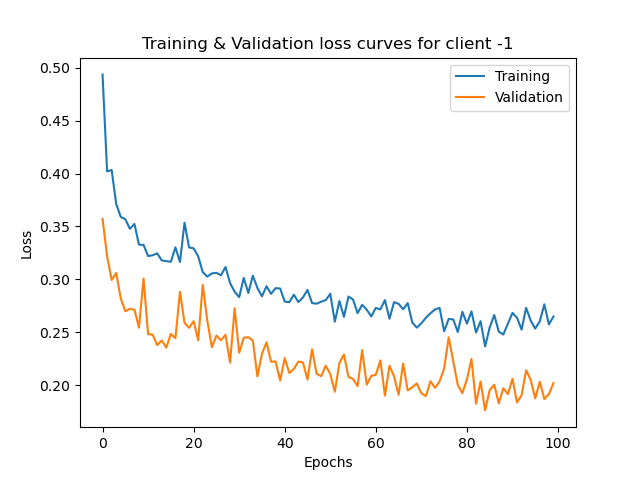 Training & Validation loss curves for client -1
Training
Validation
0.50
0.45
0.40
0.35
0.30
0.25
0.20
Loss
0
20
40
60
80
100
Epochs